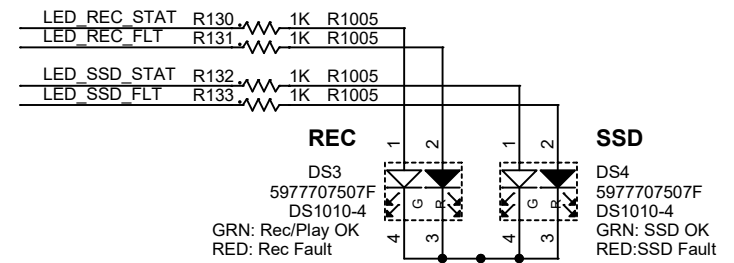 LED_REC_STAT R130 1K R1005
LED_REC_FLT R131 1K R1005
LED_SSD_STAT R132 1K R1005
LED_SSD_FLT R133 1K R1005
REC 1 2 1 2 SSD
DS3 DS4
5977707507F G R G R 5977707507F
DS1010-4 DS1010-4
GRN: Rec/Play OK 4 3 4 3 GRN: SSD OK
RED: Rec Fault RED:SSD Fault